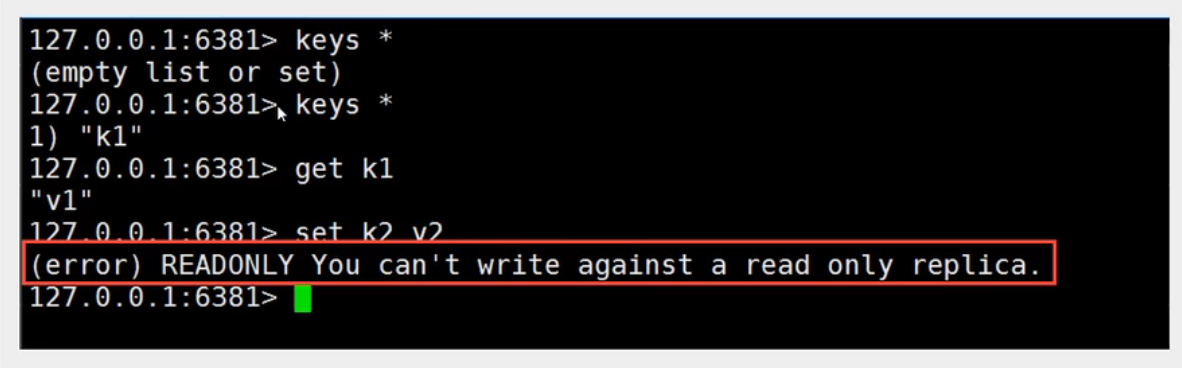 127.0.0.1:6381> keys *
(empty list or set)
127.0.0.1:6381> keys *
1) "k1"
127.0.0.1:6381> get k1
"v1"
127.0.0.1:6381> set k2 v2
(error) READONLY You can't write against a read only replica.
127.0.0.1:6381>